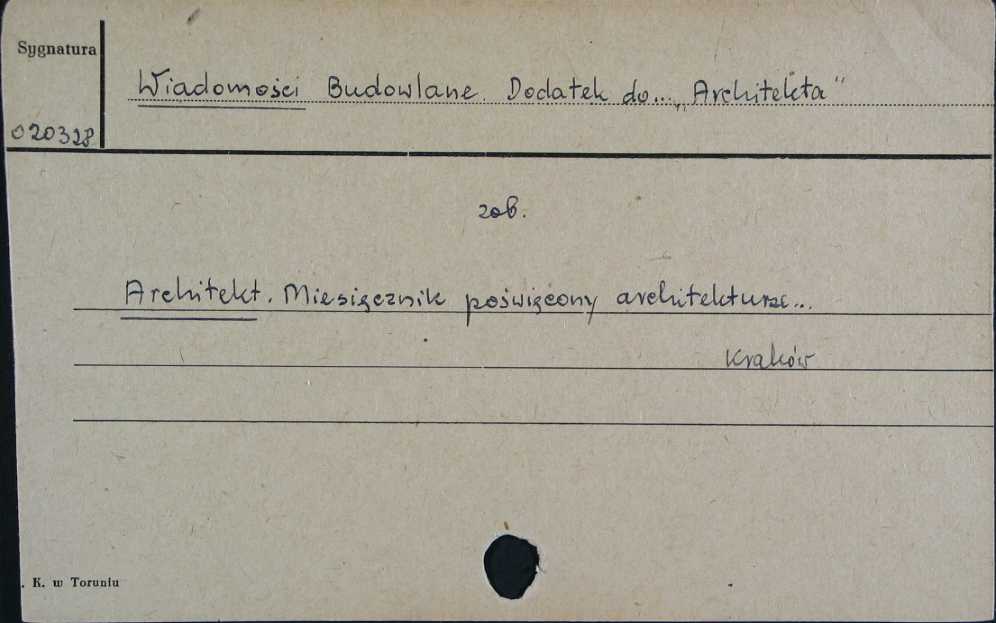 Sygnatura
Wiadomości Budowlane. Dodatek do... „Architekta"
020328
zob.
Architekt. Miesięcznik poświęcony architekturze...
Kraków
. K. w Toruniu